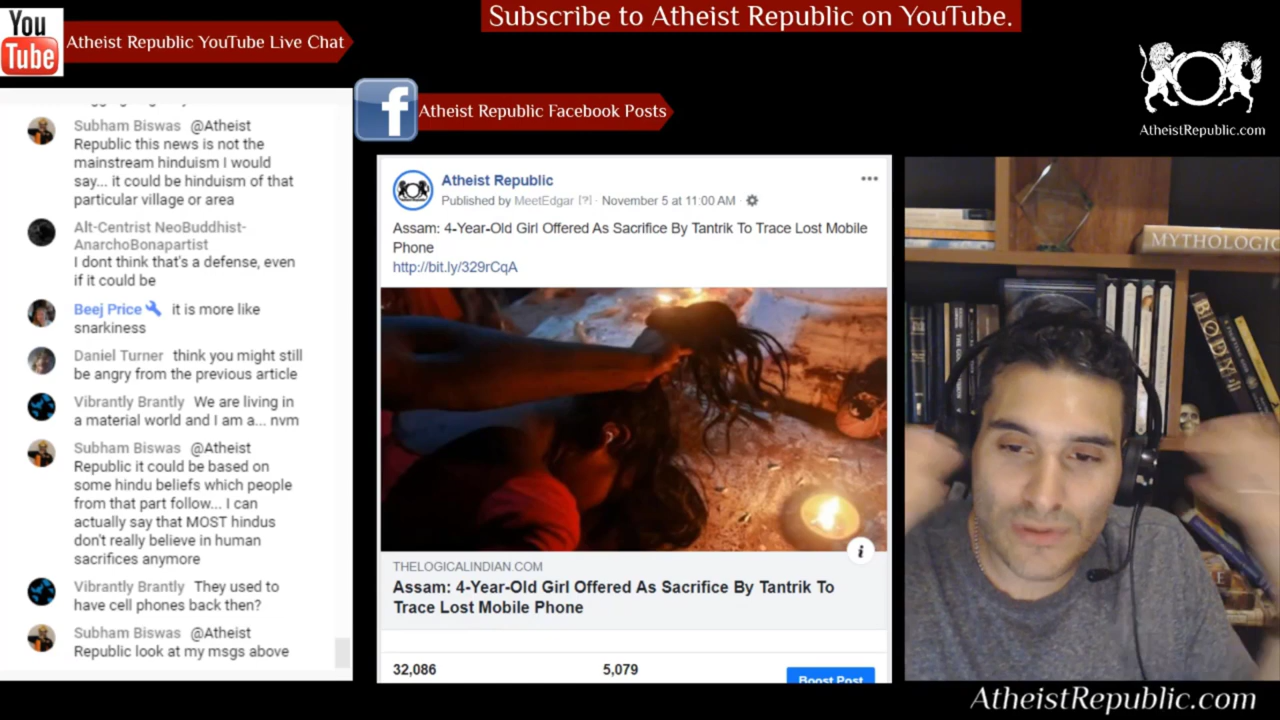 Subscribe to Atheist Republic on YouTube.
You
Tube
Atheist Republic YouTube Live Chat
f
Atheist Republic Facebook Posts
AtheistRepublic.com
Subham Biswas @Atheist
Republic this news is not the
mainstream hinduism I would
say... it could be hinduism of that
particular village or area
Alt-Centrist NeoBuddhist-
AnarchoBonapartist
I dont think that's a defense, even
if it could be
Beej Price it is more like
snarkiness
Daniel Turner think you might still
be angry from the previous article
Vibrantly Brantly We are living in
a material world and I am a... nvm
Subham Biswas @Atheist
Republic it could be based on
some hindu beliefs which people
from that part follow... I can
actually say that MOST hindus
don't really believe in human
sacrifices anymore
Vibrantly Brantly They used to
have cell phones back then?
Subham Biswas @Atheist
Republic look at my msgs above
Atheist Republic
Published by MeetEdgar [?] · November 5 at 11:00 AM ·
Assam: 4-Year-Old Girl Offered As Sacrifice By Tantrik To Trace Lost Mobile
Phone
http://bit.ly/329rCqA
i
THELOGICALINDIAN.COM
Assam: 4-Year-Old Girl Offered As Sacrifice By Tantrik To
Trace Lost Mobile Phone
32,086
5,079
Boost Post
MYTHOLOGIC
BODY
AtheistRepublic.com